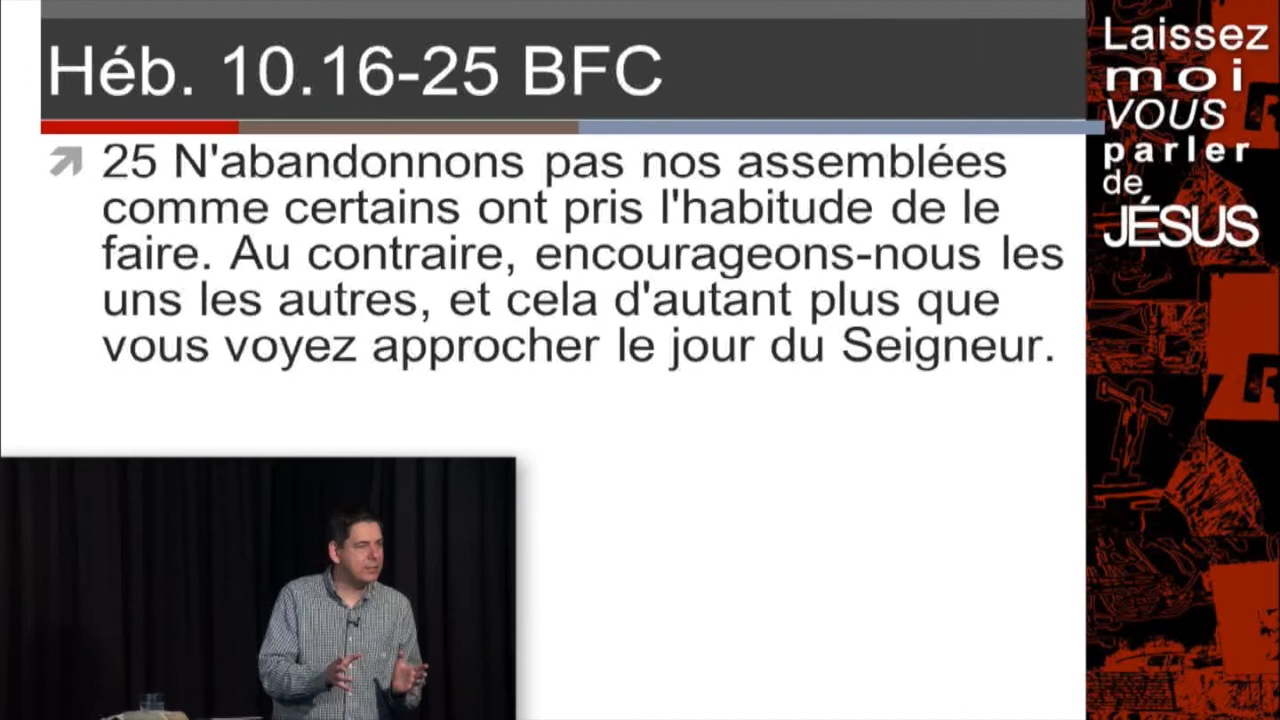 Héb. 10.16-25 BFC
25 N'abandonnons pas nos assemblées
comme certains ont pris l'habitude de le
faire. Au contraire, encourageons-nous les
uns les autres, et cela d'autant plus que
vous voyez approcher le jour du Seigneur.
Laissez
moi
VOUS
parler
de
JÉSUS